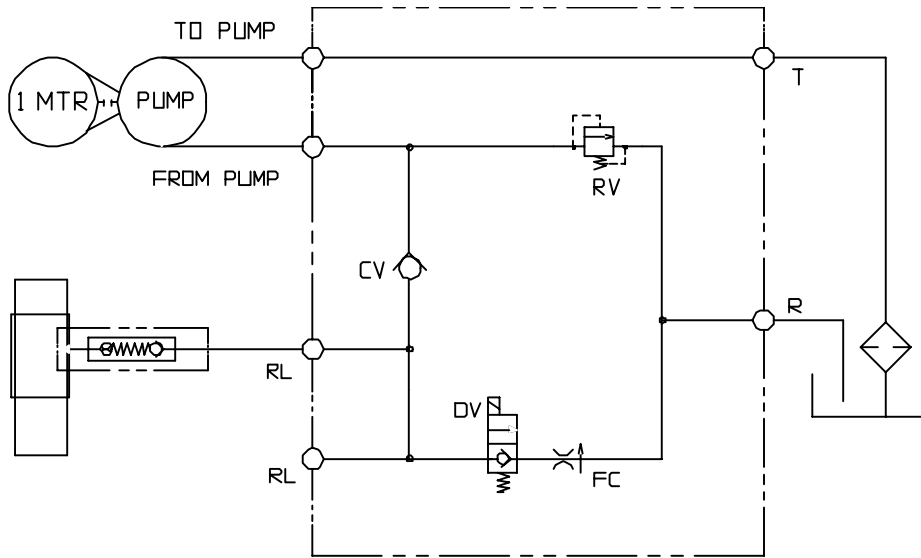 TO PUMP
T
1 MTR
PUMP
FROM PUMP
RV
CV
R
RL
DV
RL
FC